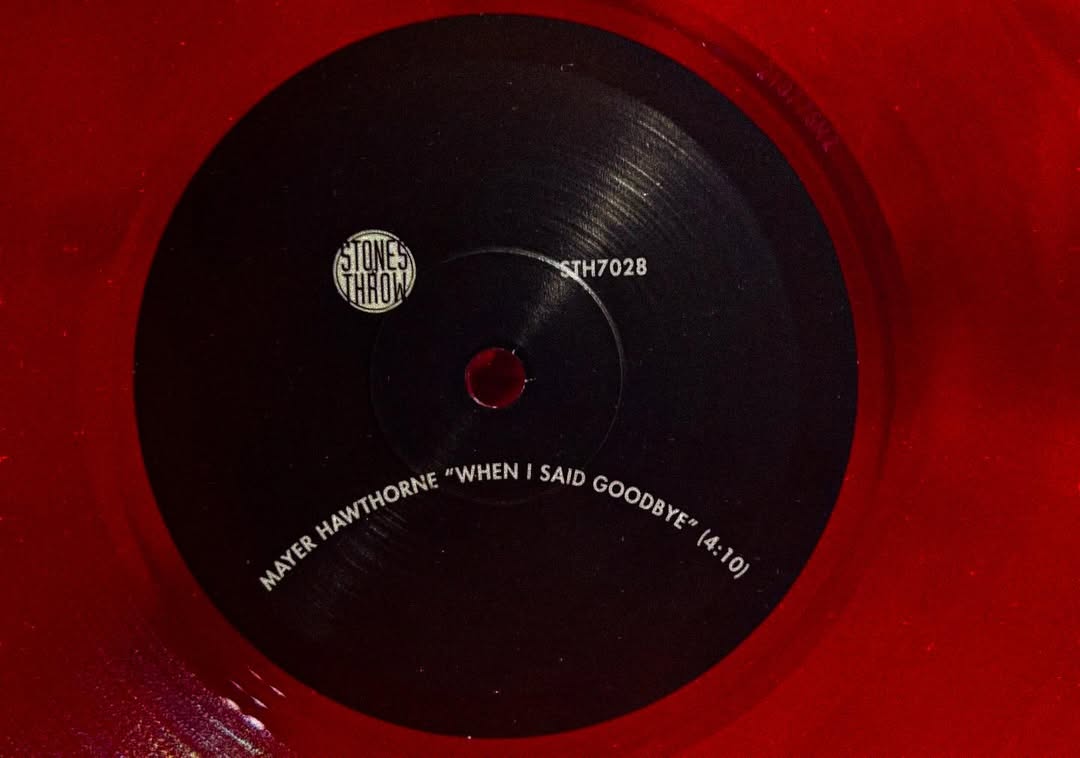 STONES
THROW
STH7028
MAYER HAWTHORNE "WHEN I SAID GOODBYE" (4:10)